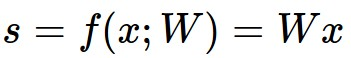 s = f(x; W) = Wx